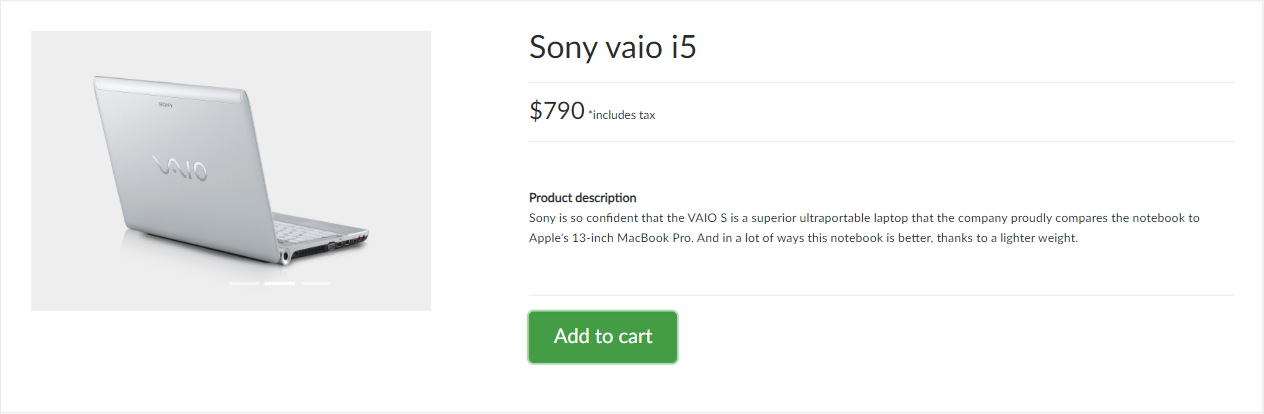 SONY
VAIO
Sony vaio i5
$790 *includes tax
Product description
Sony is so confident that the VAIO S is a superior ultraportable laptop that the company proudly compares the notebook to
Apple's 13-inch MacBook Pro. And in a lot of ways this notebook is better, thanks to a lighter weight.
Add to cart